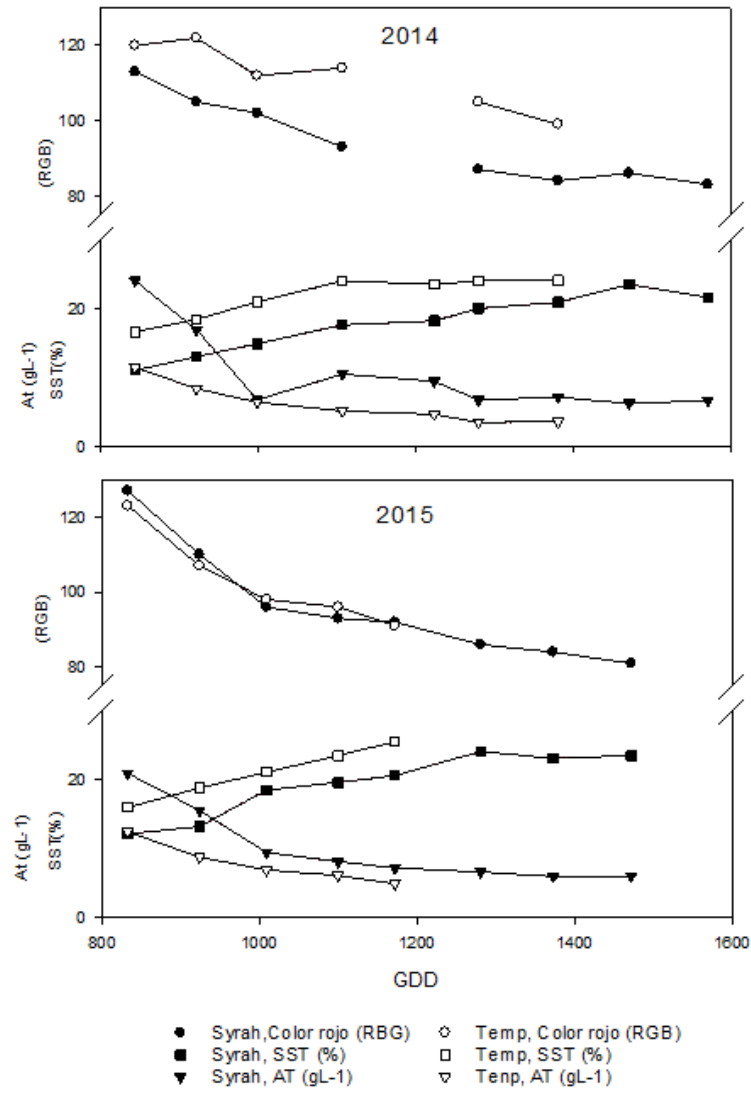 2014
120
100
80
(RGB)
20
0
At (gL-1)
SST(%)
2015
120
100
80
(RGB)
20
0
At (gL-1)
SST(%)
800 1000 1200 1400 1600
GDD
Syrah,Color rojo (RBG) Temp, Color rojo (RGB)
Syrah, SST (%) Temp, SST (%)
Syrah, AT (gL-1) Tenp, AT (gL-1)